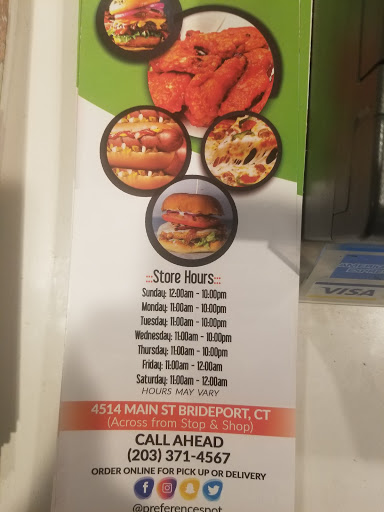 :::Store Hours:::
Sunday: 12:00am - 10:00pm
Monday: 11:00am - 10:00pm
Tuesday: 11:00am - 10:00pm
Wednesday: 11:00am - 10:00pm
Thursday: 11:00am - 10:00pm
Friday: 11:00am - 12:00am
Saturday: 11:00am - 12:00am
HOURS MAY VARY
4514 MAIN ST BRIDEPORT, CT
(Across from Stop & Shop)
CALL AHEAD
(203) 371-4567
ORDER ONLINE FOR PICK UP OR DELIVERY
@preferencespot
VISA